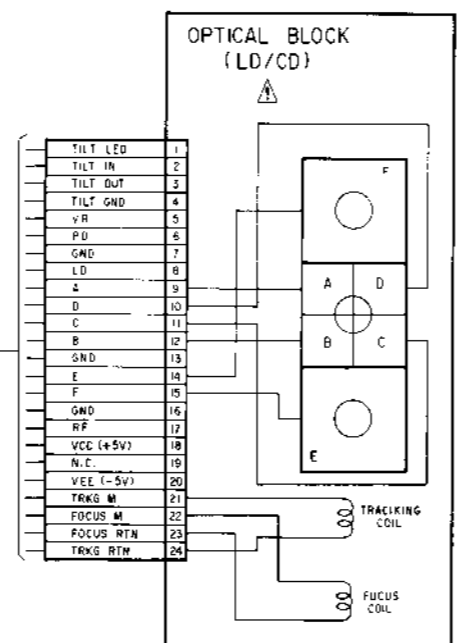 OPTICAL BLOCK
(LD/CD)
TILT LED 1
TILT IN 2
TILT OUT 3
TILT GND 4
VR 5
PD 6
GND 7
LD 8
A 9
D 10
C 11
B 12
GND 13
E 14
F 15
GND 16
RF 17
VCC (+5V) 18
N.C. 19
VEE (-5V) 20
TRKG M 21
FOCUS M 22
FOCUS RTN 23
TRKG RTN 24
F
A D
B C
E
TRACIKING
COIL
FUCUS
COIL